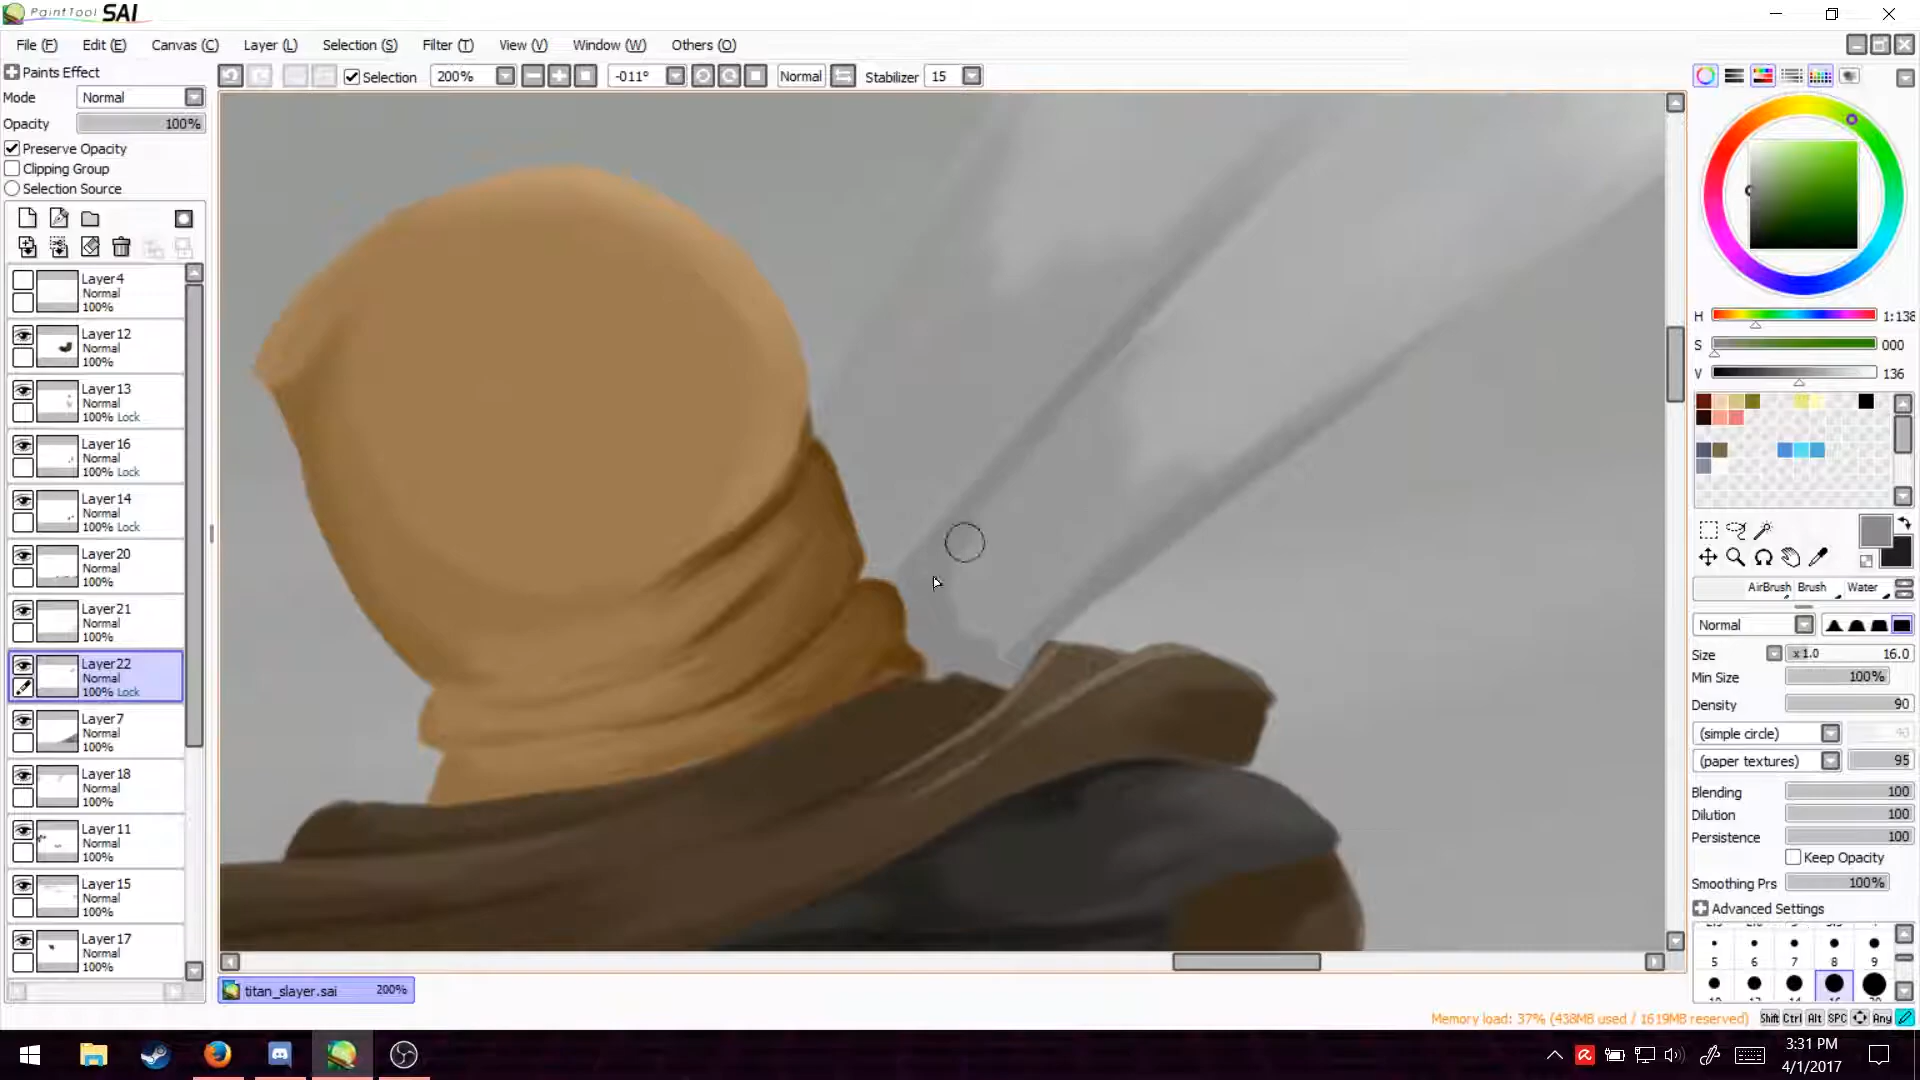 PaintTool SAI
File (F) Edit (E) Canvas (C) Layer (L) Selection (S) Filter (T) View (V) Window (W) Others (O)
Selection 200% -011° Normal Stabilizer 15
Paints Effect
Mode Normal
Opacity 100%
Preserve Opacity
Clipping Group
Selection Source
Layer4
Normal
100%
Layer12
Normal
100%
Layer13
Normal
100% Lock
Layer16
Normal
100% Lock
Layer14
Normal
100% Lock
Layer20
Normal
100%
Layer21
Normal
100%
Layer22
Normal
100% Lock
Layer7
Normal
100%
Layer18
Normal
100%
Layer11
Normal
100%
Layer15
Normal
100%
Layer17
Normal
100%
H 1:138
S 000
V 136
AirBrush Brush Water
Normal
Size x1.0 16.0
Min Size 100%
Density 90
(simple circle)
(paper textures) 95
Blending 100
Dilution 100
Persistence 100
Keep Opacity
Smoothing Prs 100%
Advanced Settings
5 6 7 8 9
titan_slayer.sai 200%
Memory load: 37% (438MB used / 1619MB reserved) Shift Ctrl Alt SPC Any
3:31 PM
4/1/2017